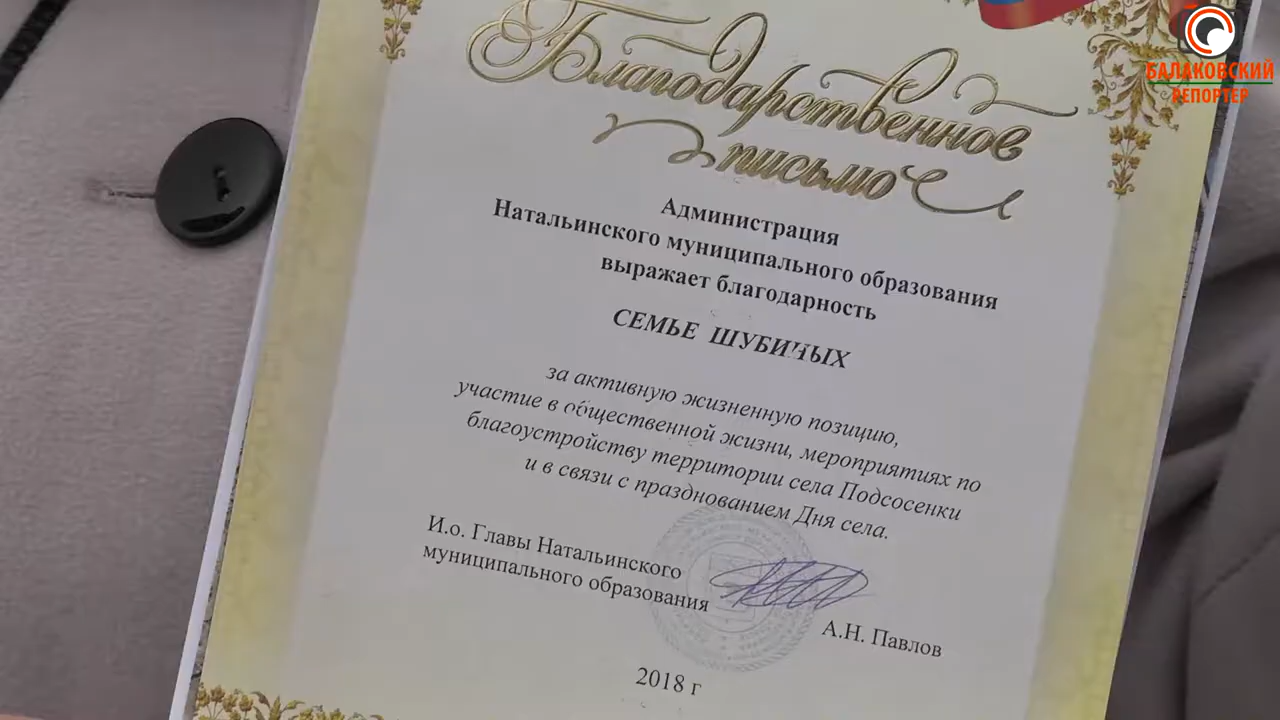 БАЛАКОВСКИЙ
РЕПОРТЕР
Благодарственное
письмо
Администрация
Натальинского муниципального образования
выражает благодарность
СЕМЬЕ ШУБИНЫХ
за активную жизненную позицию,
участие в общественной жизни, мероприятиях по
благоустройству территории села Подсосенки
и в связи с празднованием Дня села.
И.о. Главы Натальинского
муниципального образования
А.Н. Павлов
2018 г